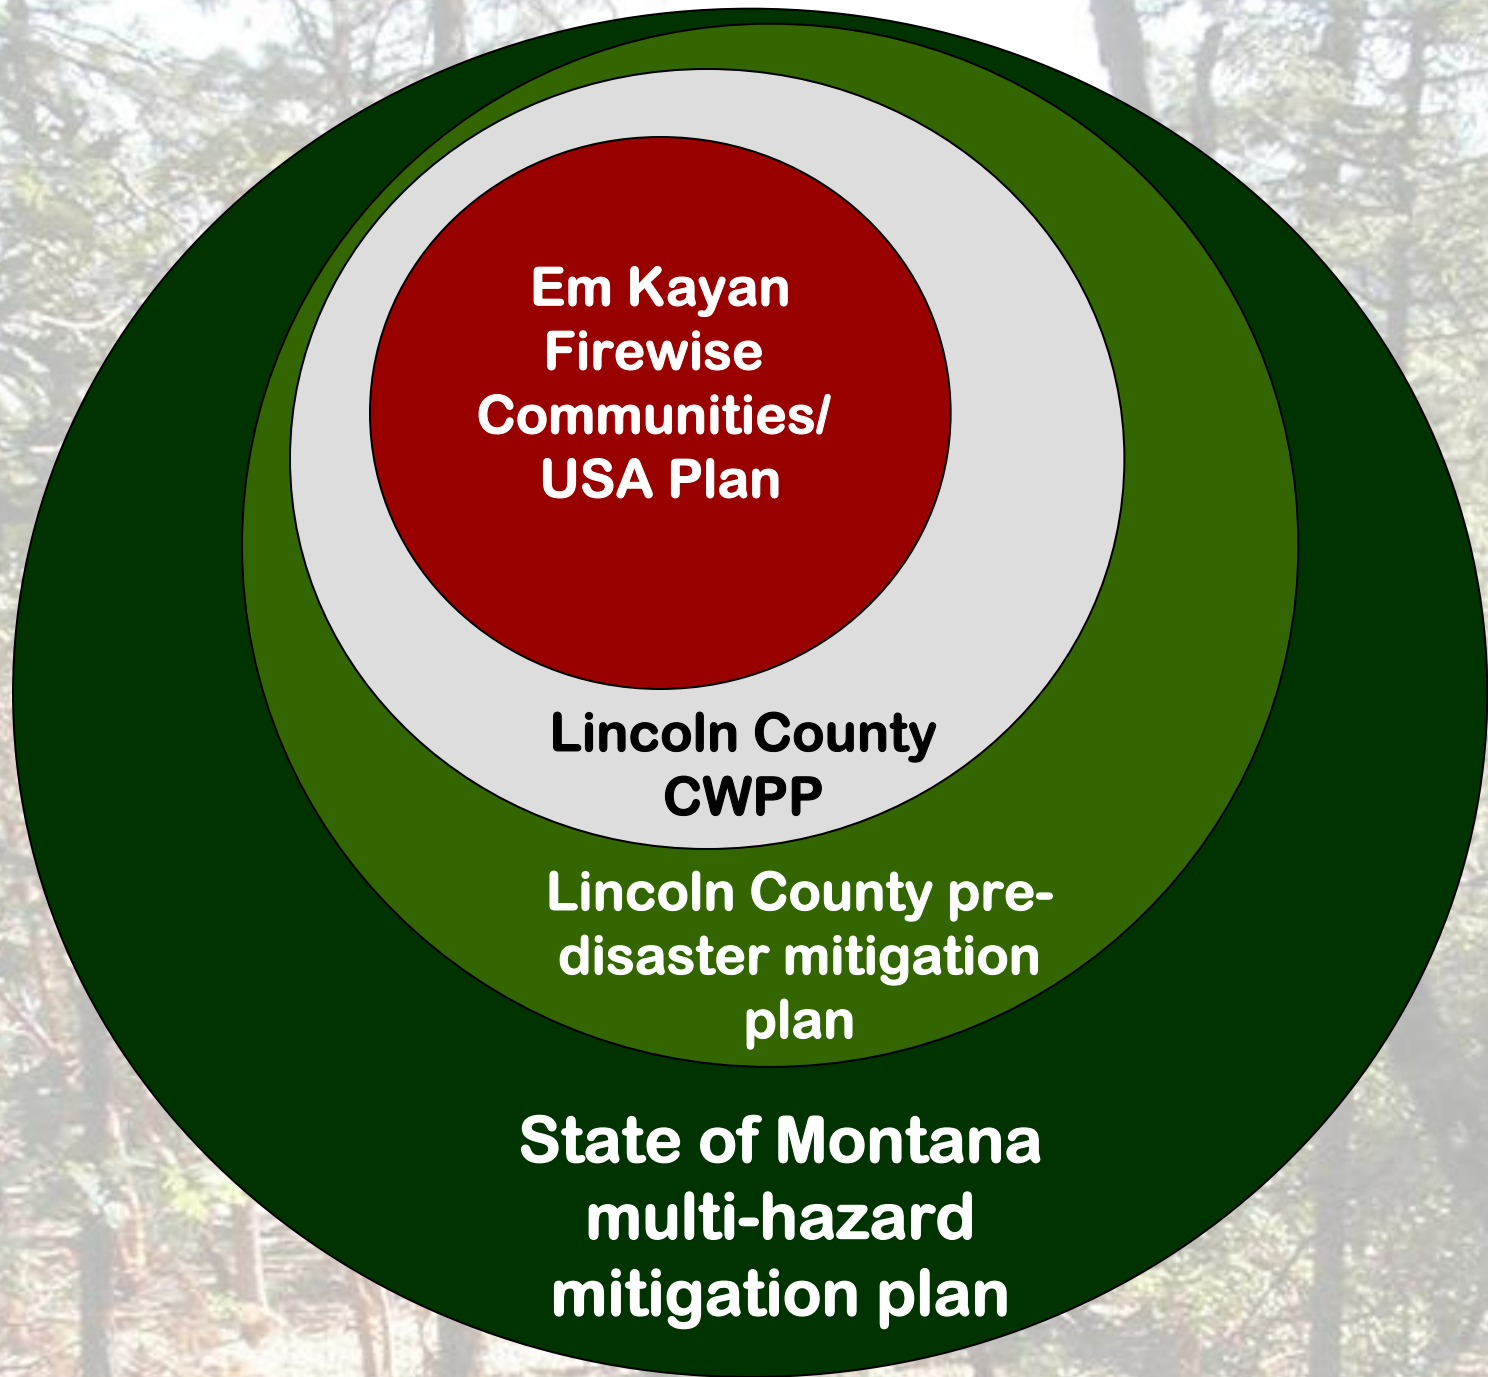 Em Kayan
Firewise
Communities/
USA Plan
Lincoln County
CWPP
Lincoln County pre-
disaster mitigation
plan
State of Montana
multi-hazard
mitigation plan